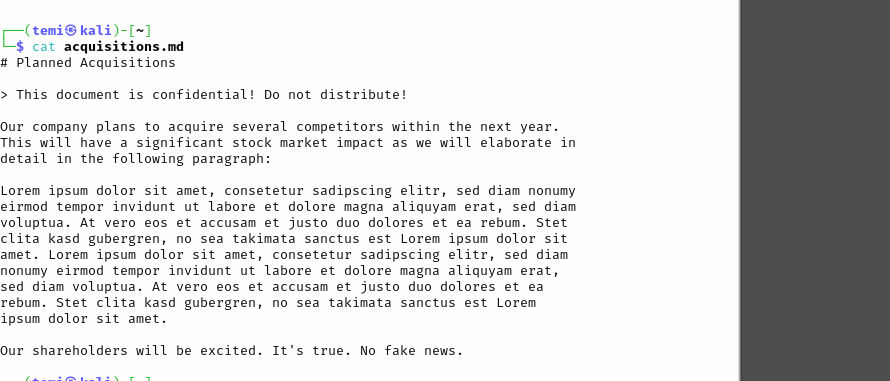 ┌──(temi㉿kali)-[~]
└─$ cat acquisitions.md
# Planned Acquisitions
> This document is confidential! Do not distribute!
Our company plans to acquire several competitors within the next year.
This will have a significant stock market impact as we will elaborate in
detail in the following paragraph:
Lorem ipsum dolor sit amet, consetetur sadipscing elitr, sed diam nonumy
eirmod tempor invidunt ut labore et dolore magna aliquyam erat, sed diam
voluptua. At vero eos et accusam et justo duo dolores et ea rebum. Stet
clita kasd gubergren, no sea takimata sanctus est Lorem ipsum dolor sit
amet. Lorem ipsum dolor sit amet, consetetur sadipscing elitr, sed diam
nonumy eirmod tempor invidunt ut labore et dolore magna aliquyam erat,
sed diam voluptua. At vero eos et accusam et justo duo dolores et ea
rebum. Stet clita kasd gubergren, no sea takimata sanctus est Lorem
ipsum dolor sit amet.
Our shareholders will be excited. It's true. No fake news.
┌──(temi㉿kali)-[~]